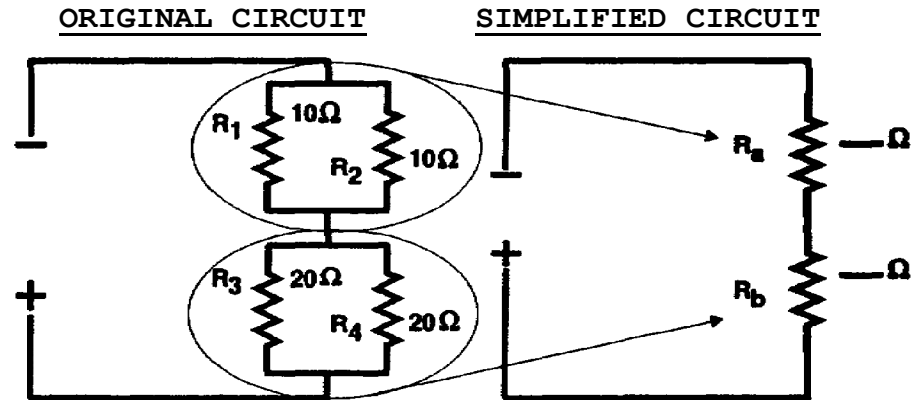 ORIGINAL CIRCUIT
SIMPLIFIED CIRCUIT
R1
10Ω
R2
10Ω
R3
20Ω
R4
20Ω
Ra
Ω
Rb
Ω